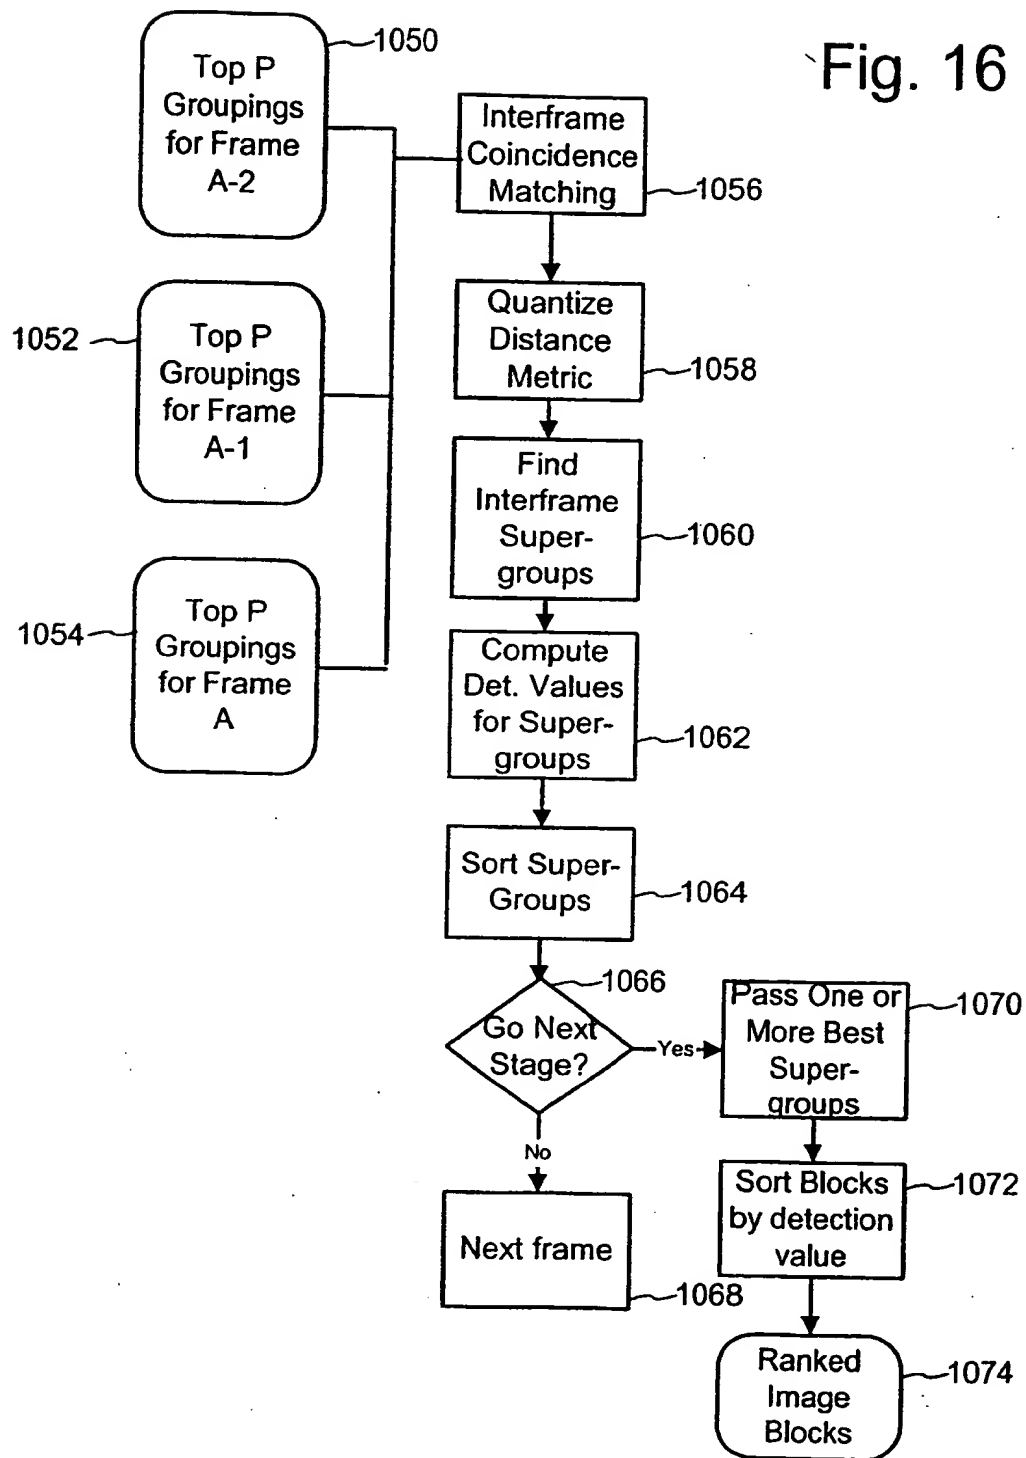 Fig. 16
1050
Top P
Groupings
for Frame
A-2
1052
Top P
Groupings
for Frame
A-1
1054
Top P
Groupings
for Frame
A
Interframe
Coincidence
Matching
1056
Quantize
Distance
Metric
1058
Find
Interframe
Super-
groups
1060
Compute
Det. Values
for Super-
groups
1062
Sort Super-
Groups
1064
1066
Go Next
Stage?
Yes
No
Next frame
1068
Pass One or
More Best
Super-
groups
1070
Sort Blocks
by detection
value
1072
Ranked
Image
Blocks
1074